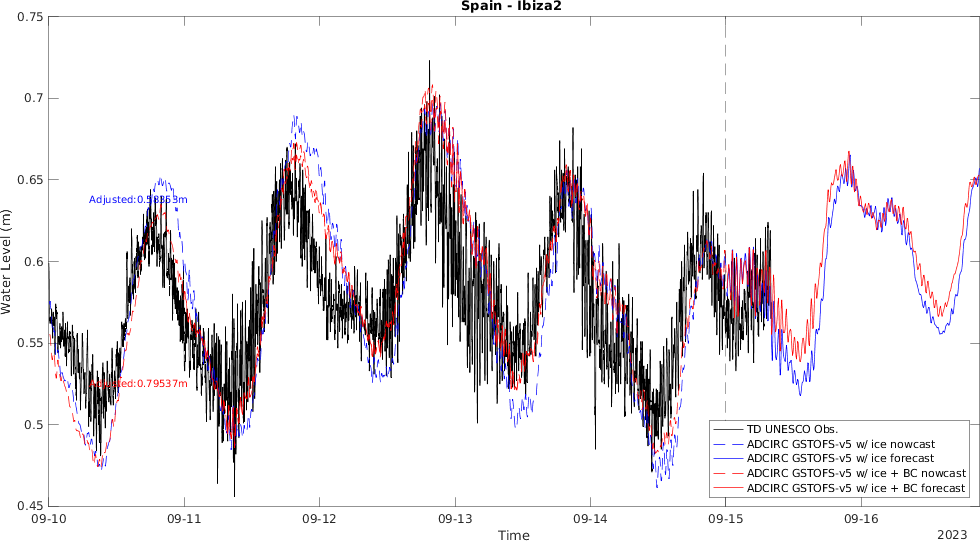 Spain - Ibiza2
0.75
0.7
0.65
0.6
0.55
0.5
0.45
Water Level (m)
Adjusted:0.58353m
Adjusted:0.79537m
TD UNESCO Obs.
ADCIRC GSTOFS-v5 w/ ice nowcast
ADCIRC GSTOFS-v5 w/ ice forecast
ADCIRC GSTOFS-v5 w/ ice + BC nowcast
ADCIRC GSTOFS-v5 w/ ice + BC forecast
09-10 09-11 09-12 09-13 09-14 09-15 09-16
Time
2023